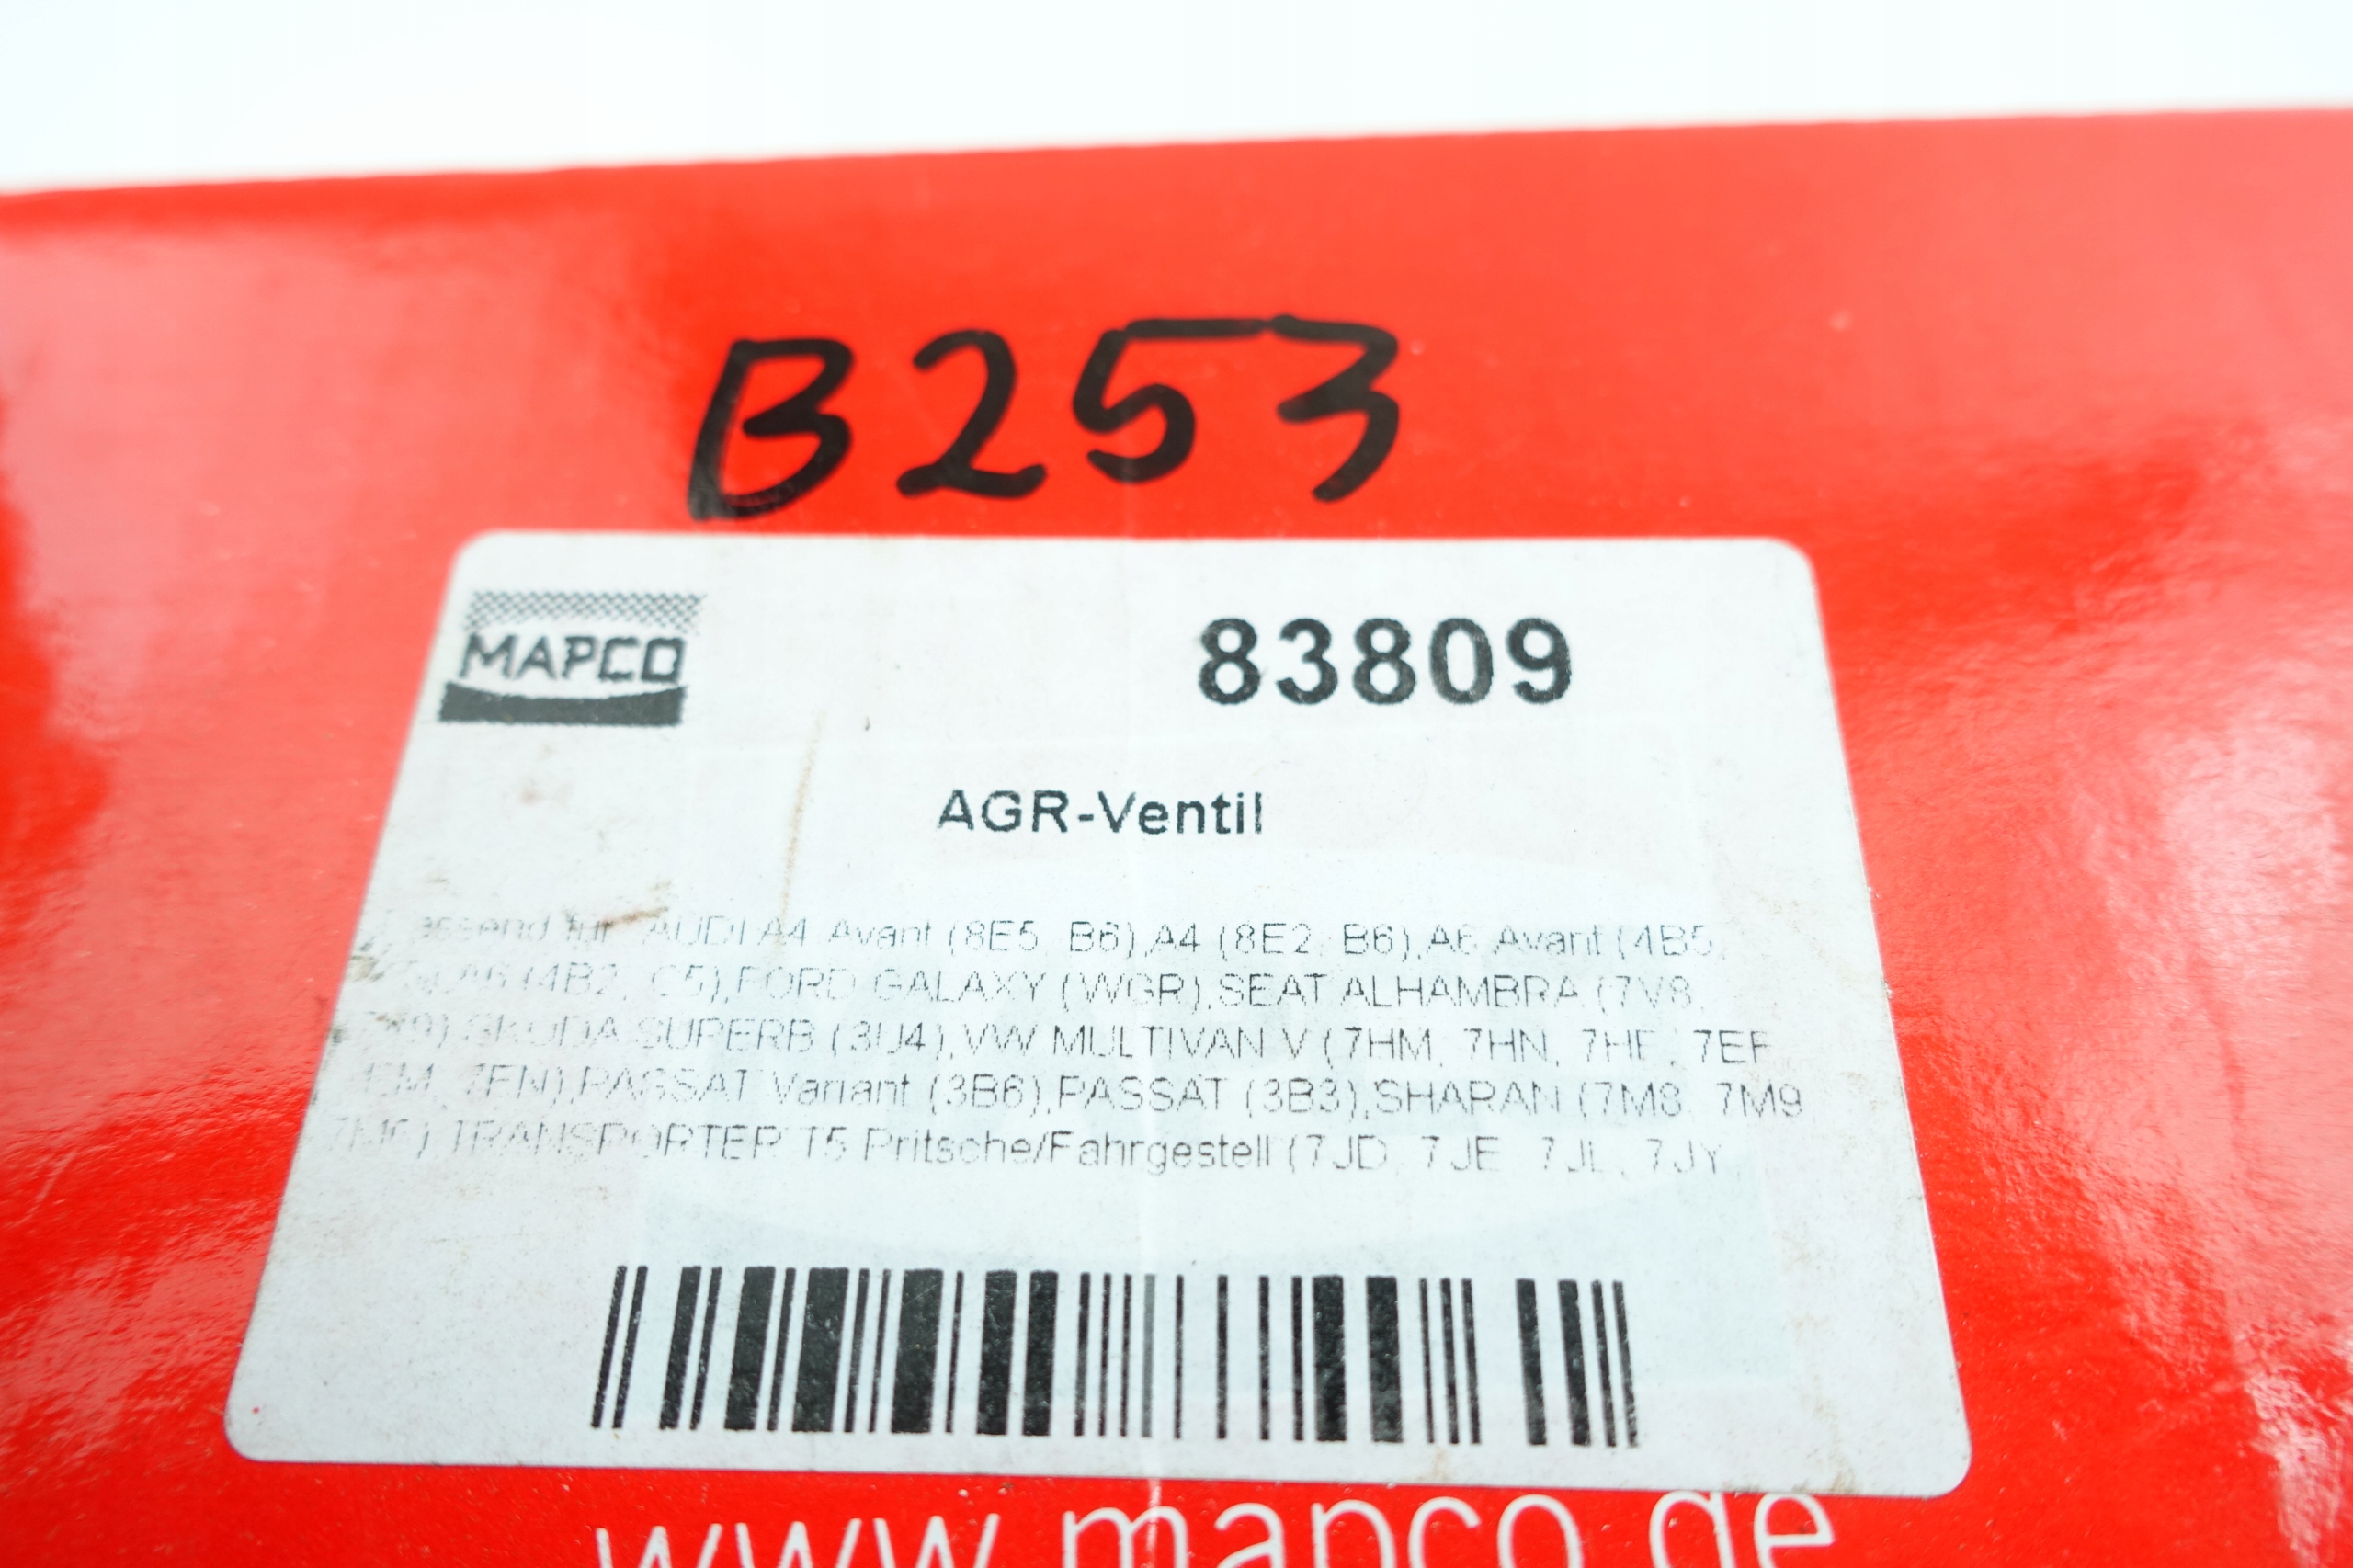 B253
MAPCO
83809
AGR-Ventil
für AUDI A4 Avant (8E5, B6),A4 (8E2, B6),A6 Avant (4B5,
(4B2, C5),FORD GALAXY (WGR),SEAT ALHAMBRA (7V8,
SKODA SUPERB (3U4),VW MULTIVAN V (7HM, 7HN, 7HF, 7EF,
7EN),PASSAT Variant (3B6),PASSAT (3B3),SHARAN (7M8, 7M9,
TRANSPORTER T5 Pritsche/Fahrgestell (7JD, 7JE, 7JL, 7JY,
www.mapco.de